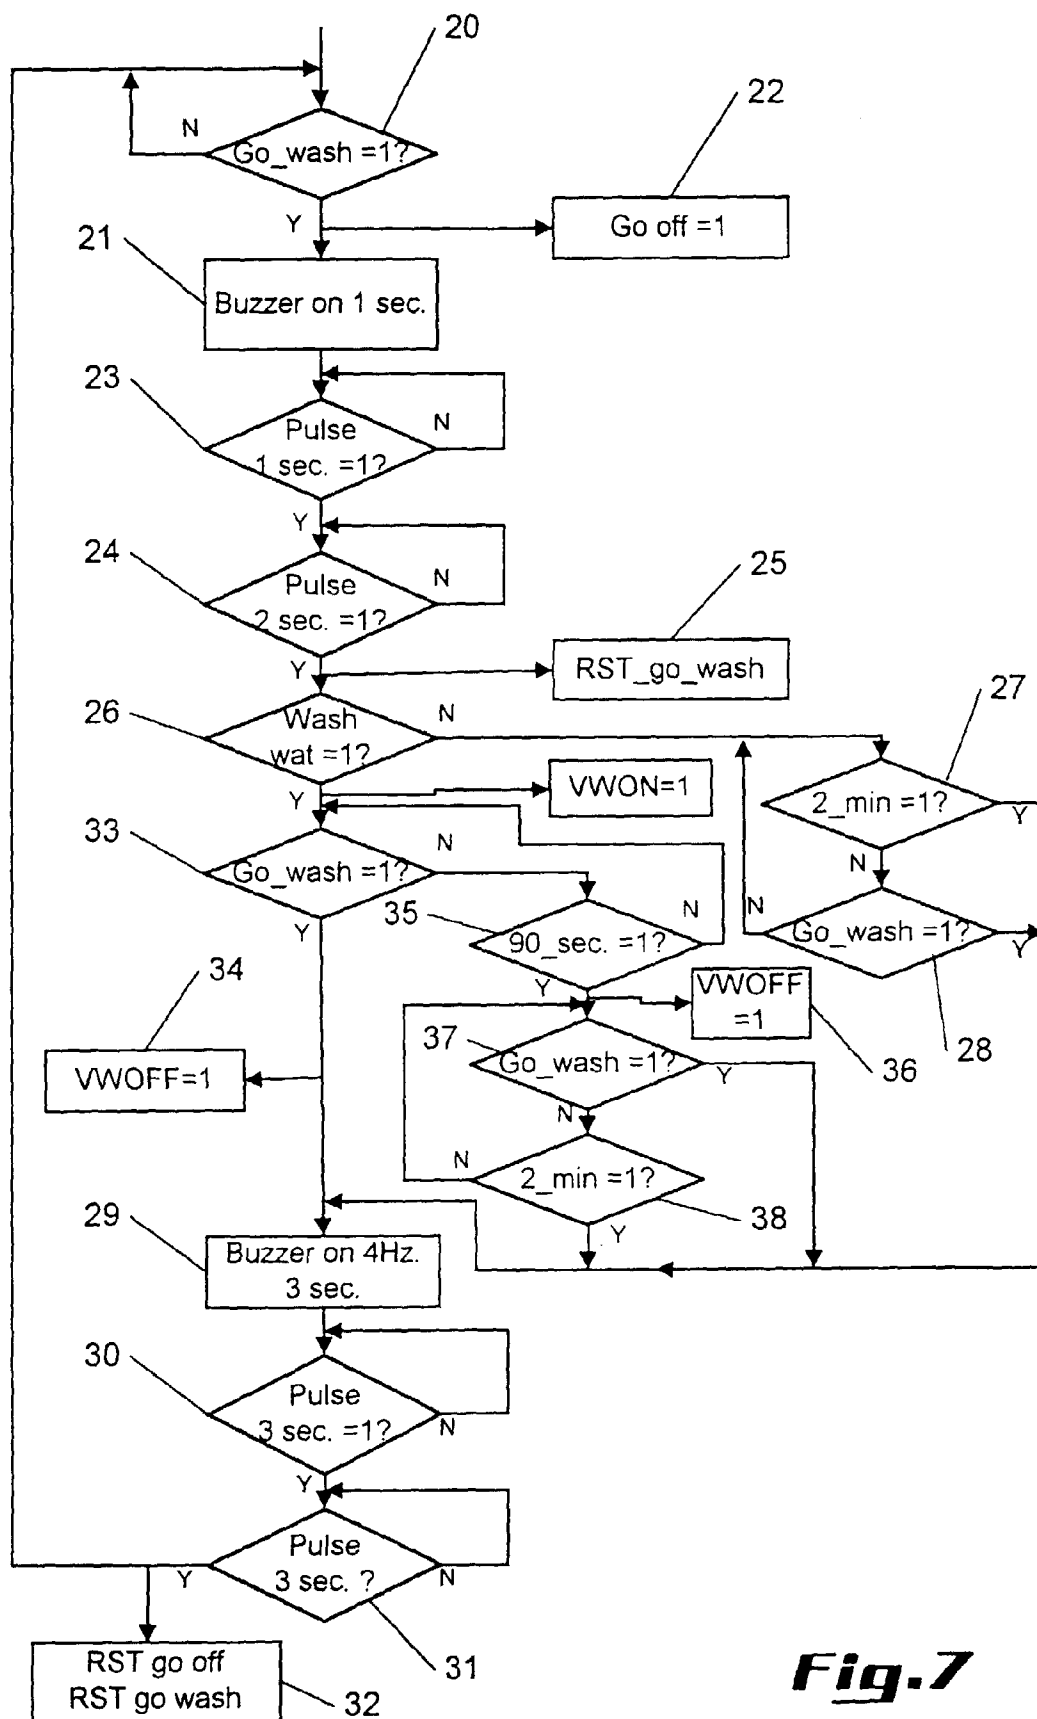 20
22
N
Go_wash =1?
Y
Go off =1
21
Buzzer on 1 sec.
23
N
Pulse
1 sec. =1?
Y
24
N
Pulse
2 sec. =1?
25
Y
RST_go_wash
26
N
Wash
wat =1?
27
Y
VWON=1
2_min =1?
Y
33
N
Go_wash =1?
N
35
N
N
90_sec. =1?
Go_wash =1?
Y
Y
Y
34
VWOFF
=1
37
28
VWOFF=1
Go_wash =1?
Y
36
N
N
2_min =1?
38
29
Y
Buzzer on 4Hz.
3 sec.
30
Pulse
3 sec. =1?
N
Y
Pulse
3 sec. ?
Y
N
31
RST go off
RST go wash
32
Fig.7